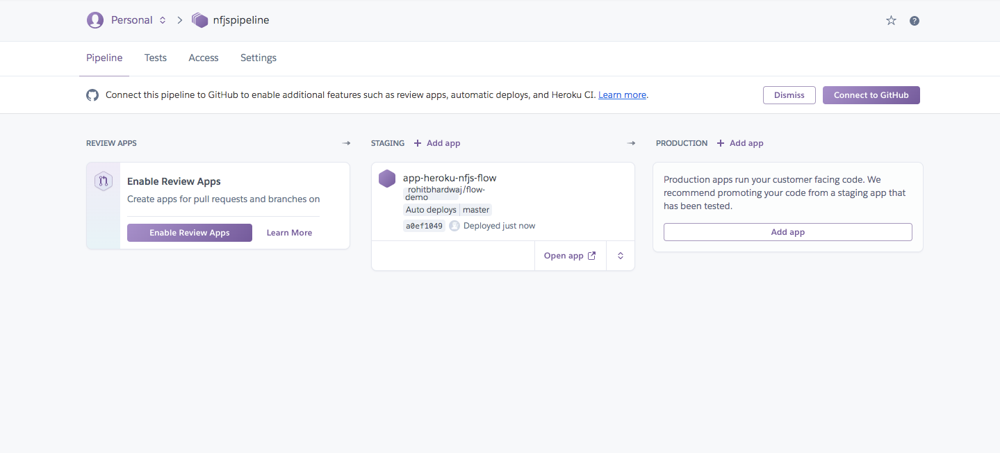 Personal
nfjspipeline
Pipeline
Tests
Access
Settings
Connect this pipeline to GitHub to enable additional features such as review apps, automatic deploys, and Heroku CI. Learn more.
Dismiss
Connect to GitHub
REVIEW APPS
STAGING
Add app
PRODUCTION
Add app
Enable Review Apps
Create apps for pull requests and branches on
Enable Review Apps
Learn More
app-heroku-nfjs-flow
rohitbhardwaj/flow-
demo
Auto deploys
master
a0ef1049
Deployed just now
Open app
Production apps run your customer facing code. We
recommend promoting your code from a staging app that
has been tested.
Add app